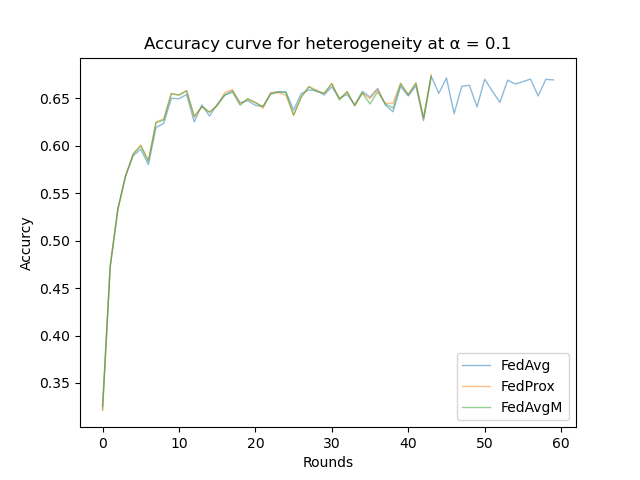 Accuracy curve for heterogeneity at α = 0.1
Accurcy
0.65
0.60
0.55
0.50
0.45
0.40
0.35
0
10
20
30
40
50
60
Rounds
FedAvg
FedProx
FedAvgM